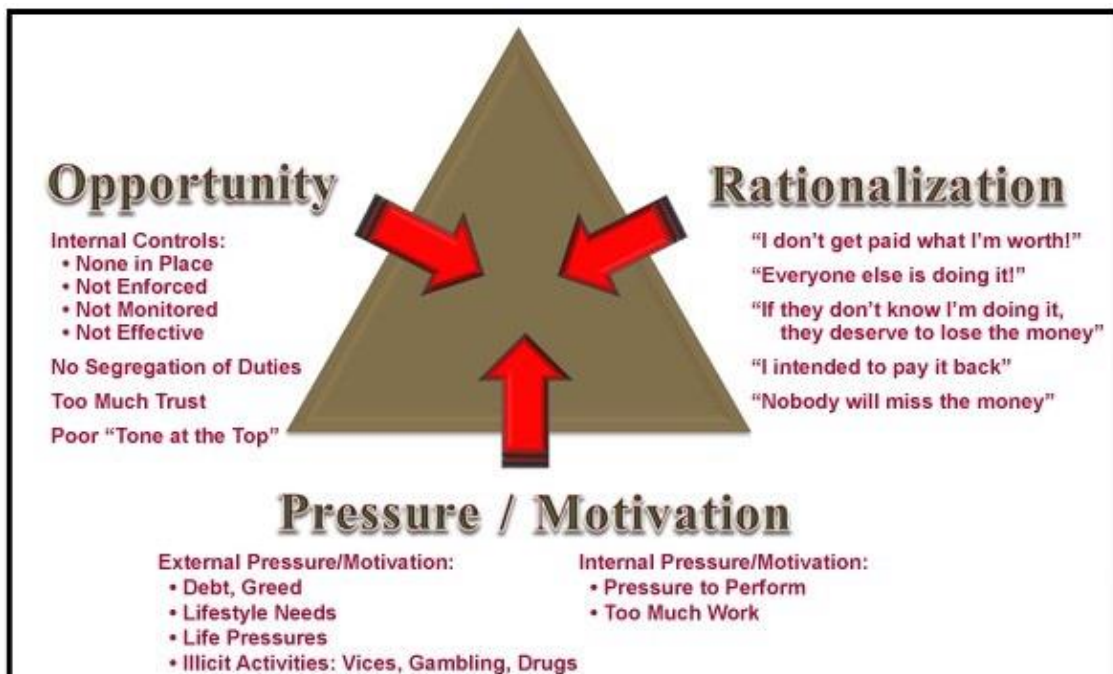 Opportunity
Internal Controls:
• None in Place
• Not Enforced
• Not Monitored
• Not Effective
No Segregation of Duties
Too Much Trust
Poor “Tone at the Top”
Rationalization
“I don’t get paid what I’m worth!”
“Everyone else is doing it!”
“If they don’t know I’m doing it,
they deserve to lose the money”
“I intended to pay it back”
“Nobody will miss the money”
Pressure / Motivation
External Pressure/Motivation:
• Debt, Greed
• Lifestyle Needs
• Life Pressures
• Illicit Activities: Vices, Gambling, Drugs
Internal Pressure/Motivation:
• Pressure to Perform
• Too Much Work